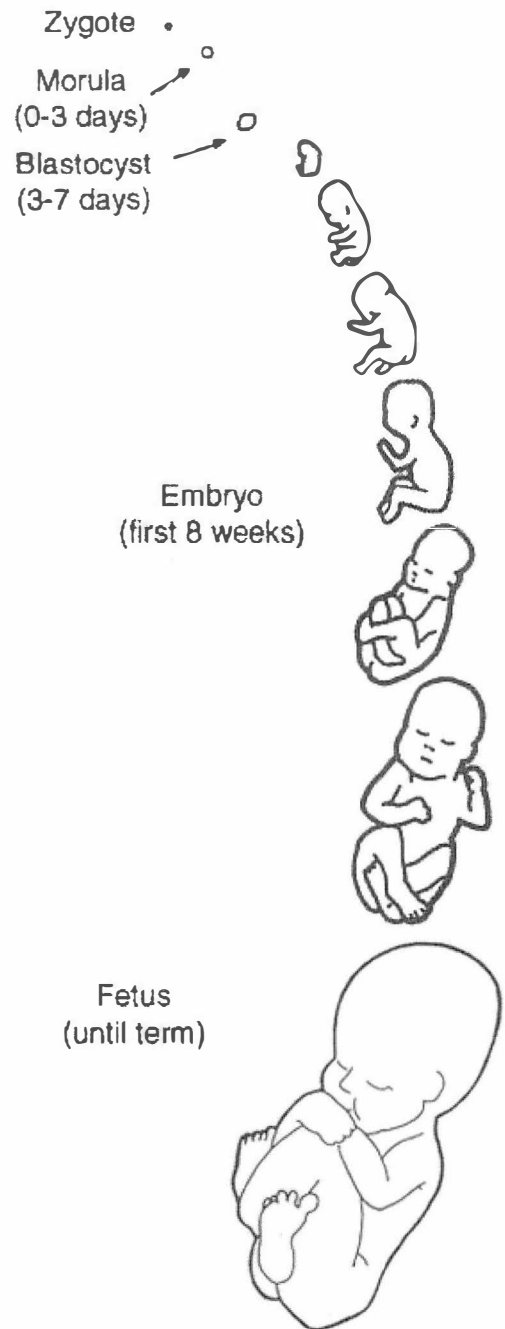 Zygote
Morula
(0-3 days)
Blastocyst
(3-7 days)
Embryo
(first 8 weeks)
Fetus
(until term)